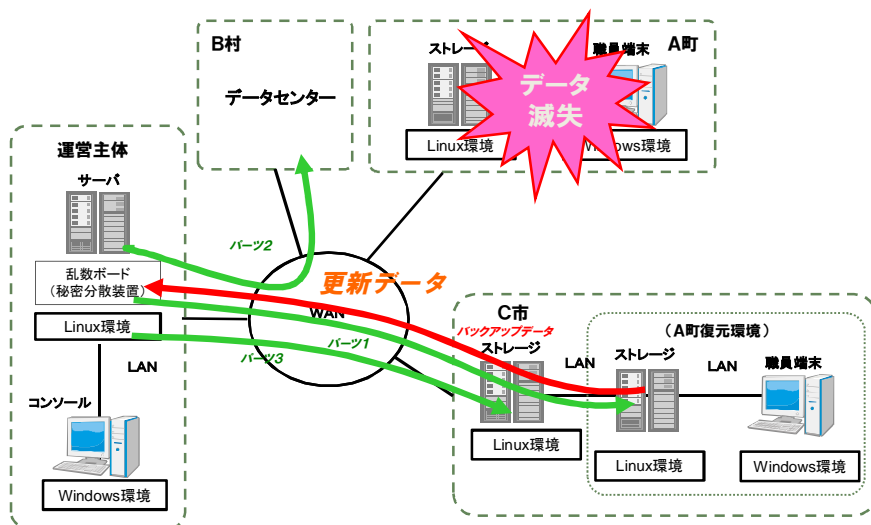 B村
データセンター
ストレージ
職員端末
A町
データ
滅失
Linux環境
Windows環境
運営主体
サーバ
乱数ボード
（秘密分散装置）
Linux環境
LAN
コンソール
Windows環境
パーツ2
更新データ
WAN
パーツ1
パーツ3
C市
バックアップデータ
ストレージ
LAN
（A町復元環境）
ストレージ
LAN
職員端末
Linux環境
Linux環境
Windows環境